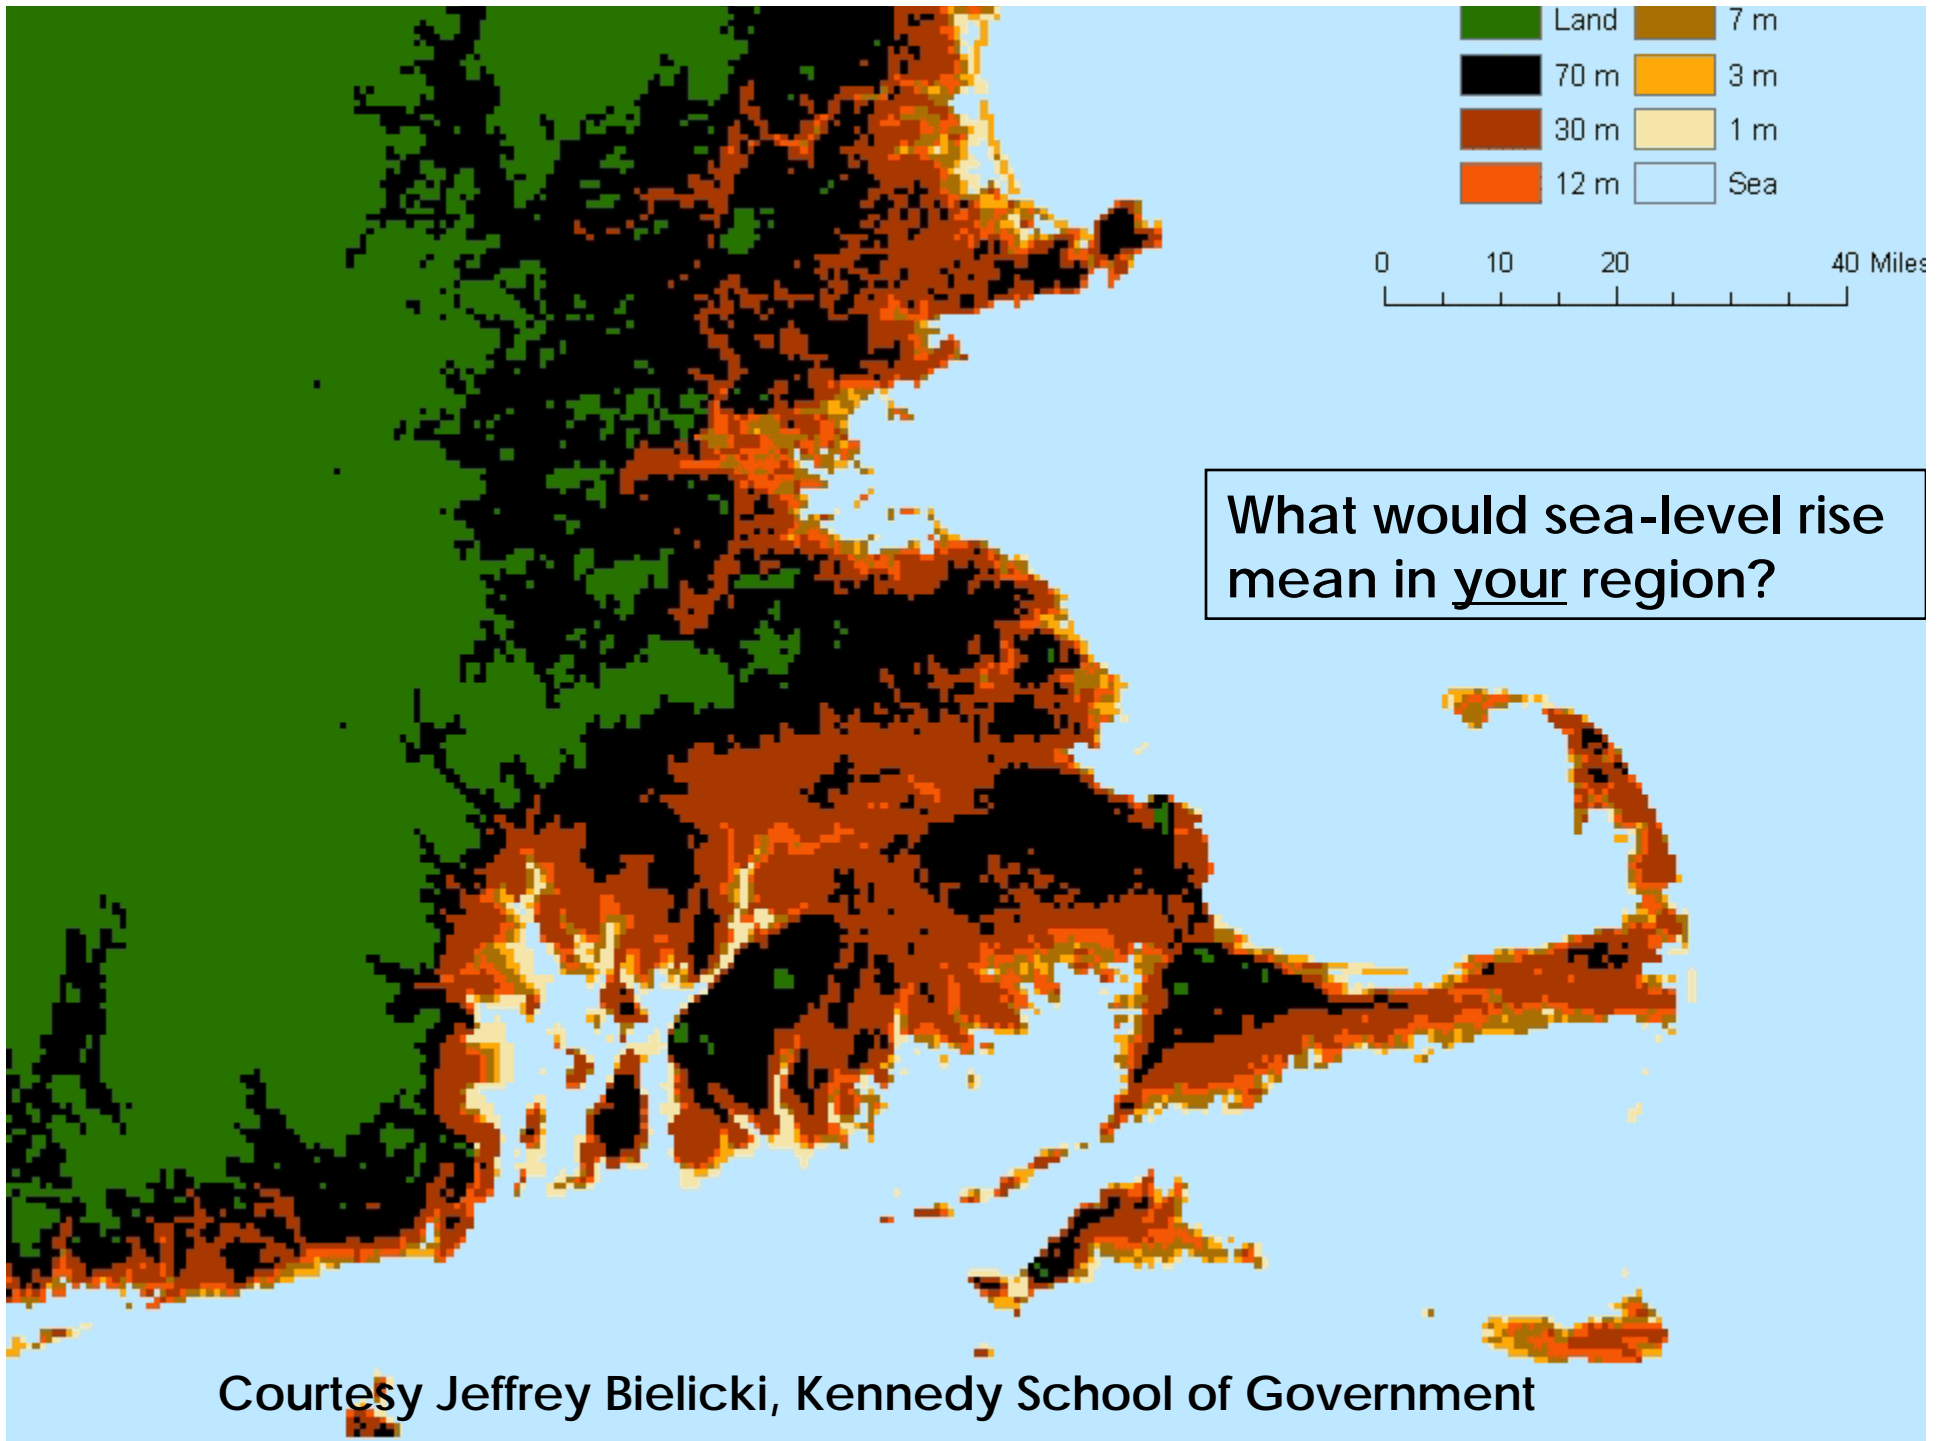 Land 7 m
70 m 3 m
30 m 1 m
12 m Sea
0 10 20 40 Miles
What would sea-level rise
mean in your region?
Courtesy Jeffrey Bielicki, Kennedy School of Government